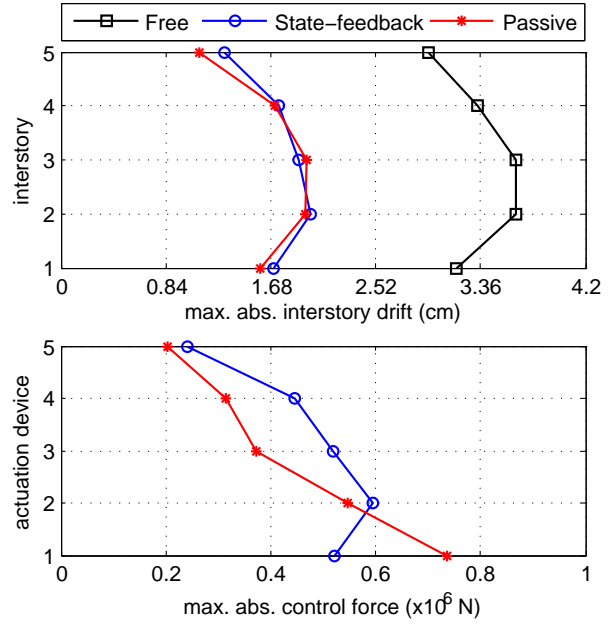 Free State−feedback Passive
5
4
3
2
1
interstory
0 0.84 1.68 2.52 3.36 4.2
max. abs. interstory drift (cm)
5
4
3
2
1
actuation device
0 0.2 0.4 0.6 0.8 1
max. abs. control force (x10⁶ N)